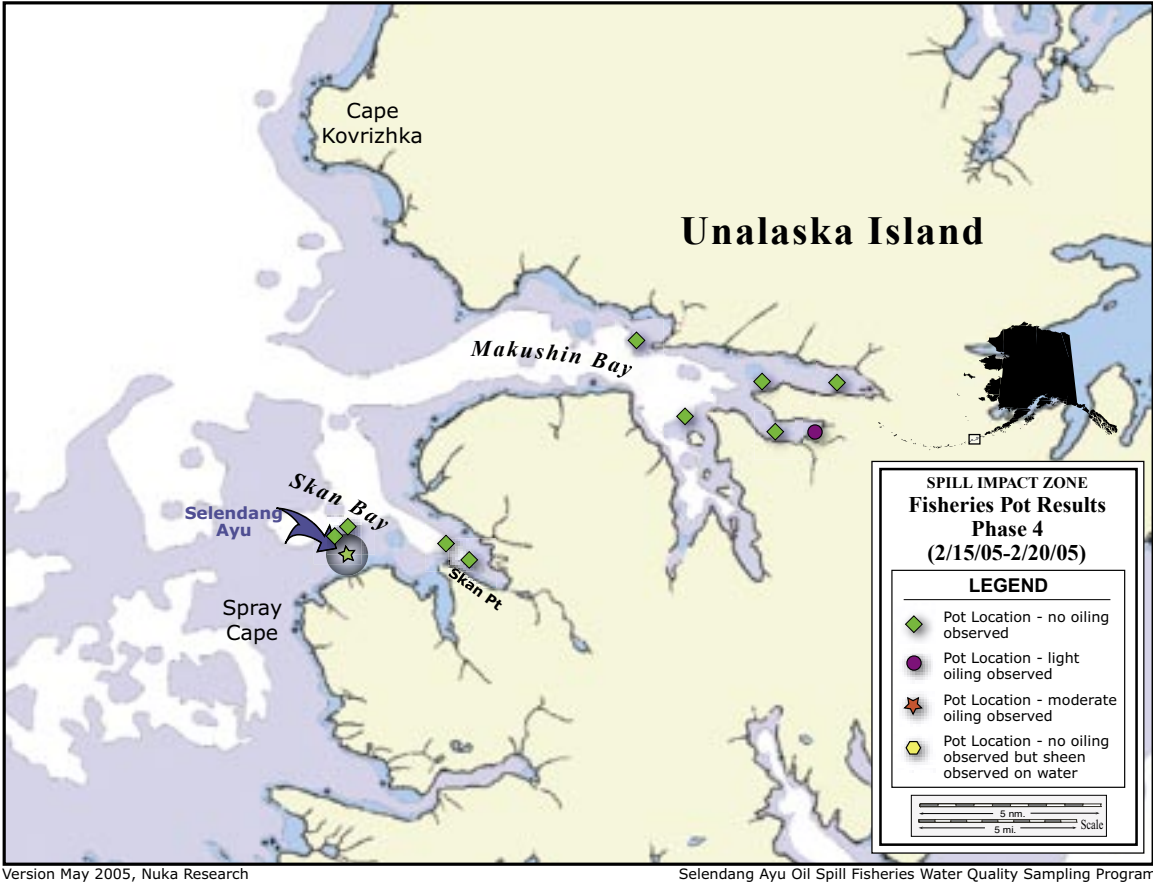 Cape
Kovrizhka
Unalaska Island
Makushin Bay
Skan Bay
Selendang
Ayu
Skan Pt
Spray
Cape
SPILL IMPACT ZONE
Fisheries Pot Results
Phase 4
(2/15/05-2/20/05)
LEGEND
Pot Location - no oiling
observed
Pot Location - light
oiling observed
Pot Location - moderate
oiling observed
Pot Location - no oiling
observed but sheen
observed on water
5 nm.
5 mi.
Scale
Version May 2005, Nuka Research
Selendang Ayu Oil Spill Fisheries Water Quality Sampling Program